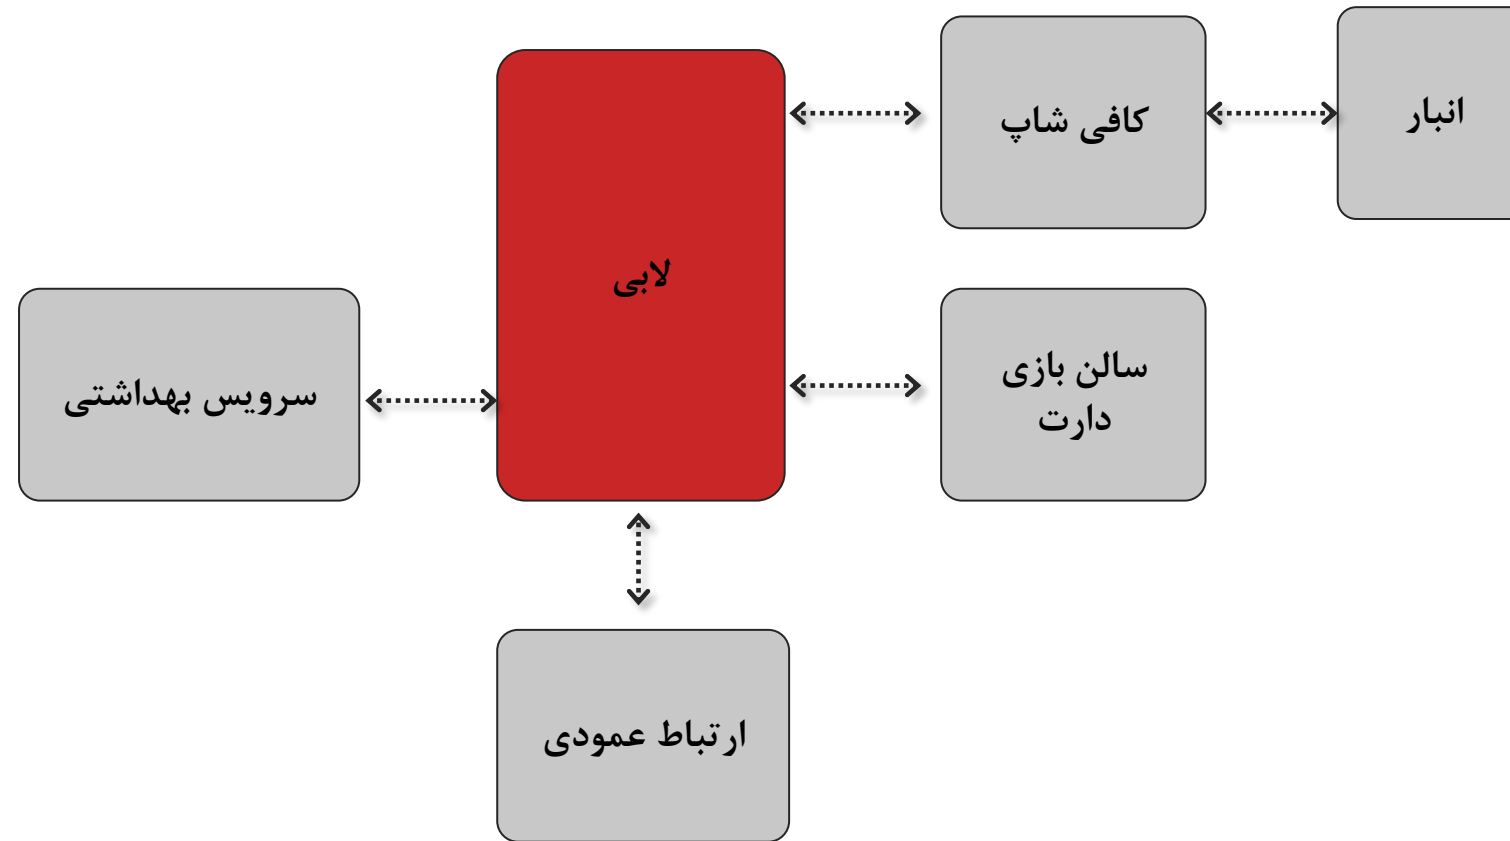 انبار
کافی شاپ
لابی
سالن بازی
دارت
سرویس بهداشتی
ارتباط عمودی